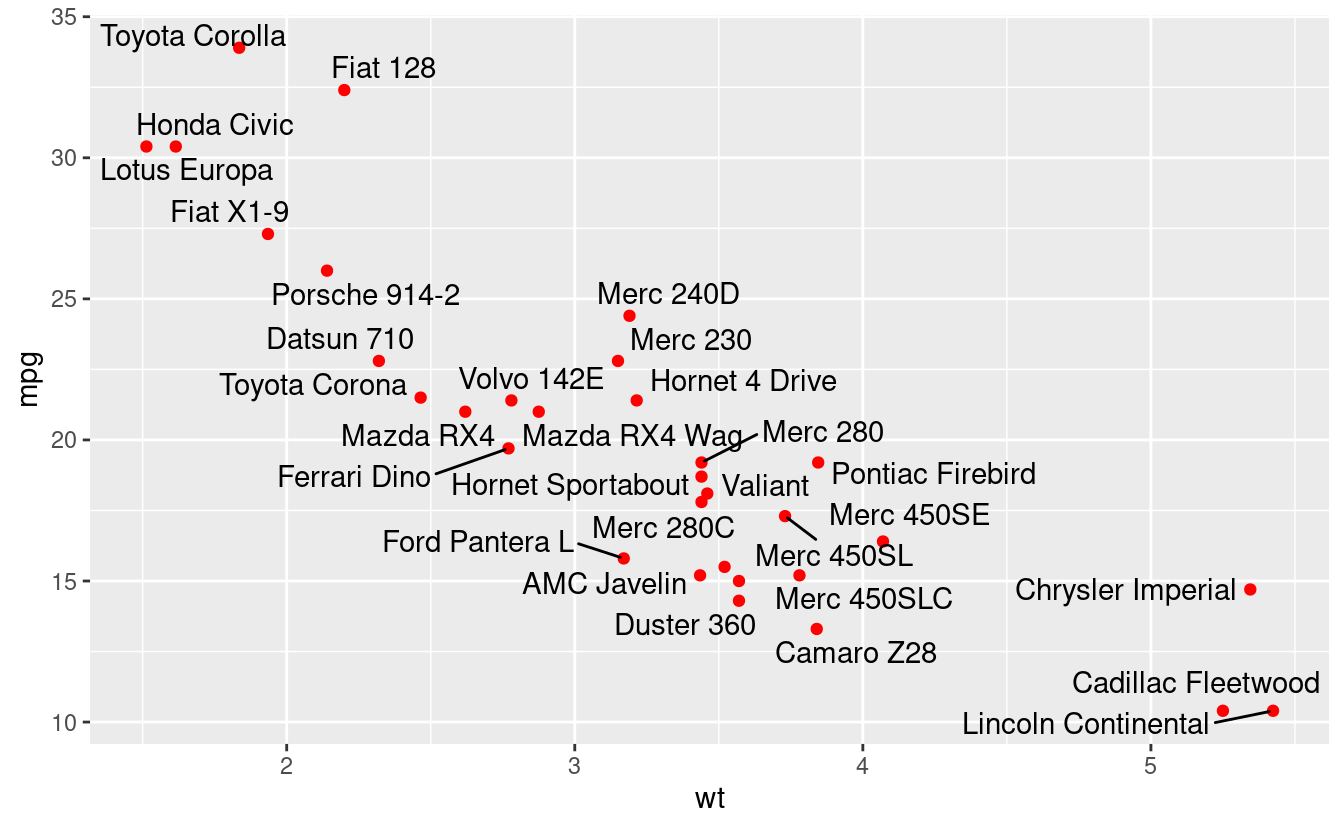 35
Toyota Corolla
Fiat 128
Honda Civic
30
Lotus Europa
Fiat X1-9
Porsche 914-2
25
Merc 240D
Datsun 710
Merc 230
mpg
Toyota Corona
Volvo 142E
Hornet 4 Drive
20
Mazda RX4
Mazda RX4 Wag
Merc 280
Ferrari Dino
Hornet Sportabout
Valiant
Pontiac Firebird
Merc 280C
Merc 450SE
Ford Pantera L
Merc 450SL
15
AMC Javelin
Merc 450SLC
Chrysler Imperial
Duster 360
Camaro Z28
Cadillac Fleetwood
10
Lincoln Continental
2
3
4
5
wt